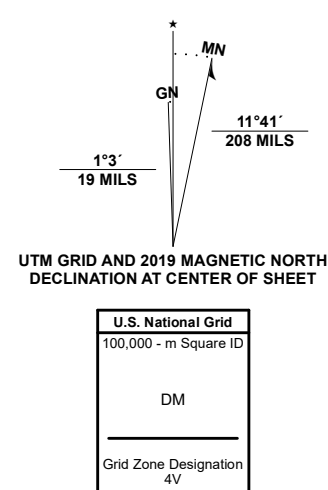 ★
MN
GN
11°41´
208 MILS
1°3´
19 MILS
UTM GRID AND 2019 MAGNETIC NORTH
DECLINATION AT CENTER OF SHEET
U.S. National Grid
100,000 - m Square ID
DM
Grid Zone Designation
4V